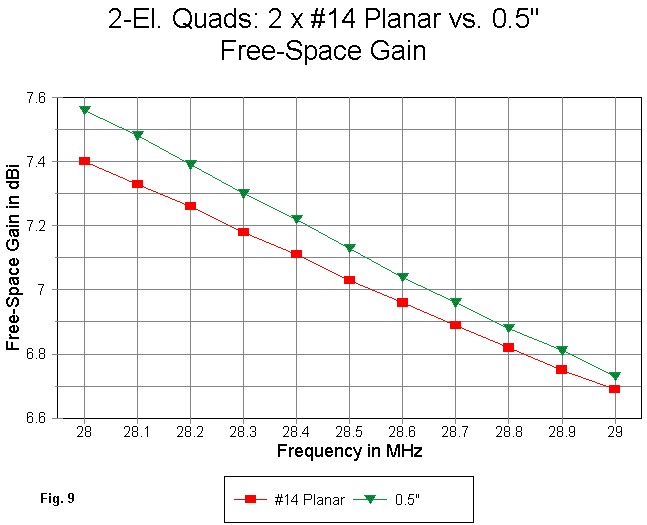 2-El. Quads: 2 x #14 Planar vs. 0.5"
Free-Space Gain
Free-Space Gain in dBi
7.6
7.4
7.2
7
6.8
6.6
28 28.1 28.2 28.3 28.4 28.5 28.6 28.7 28.8 28.9 29
Frequency in MHz
Fig. 9
#14 Planar 0.5"